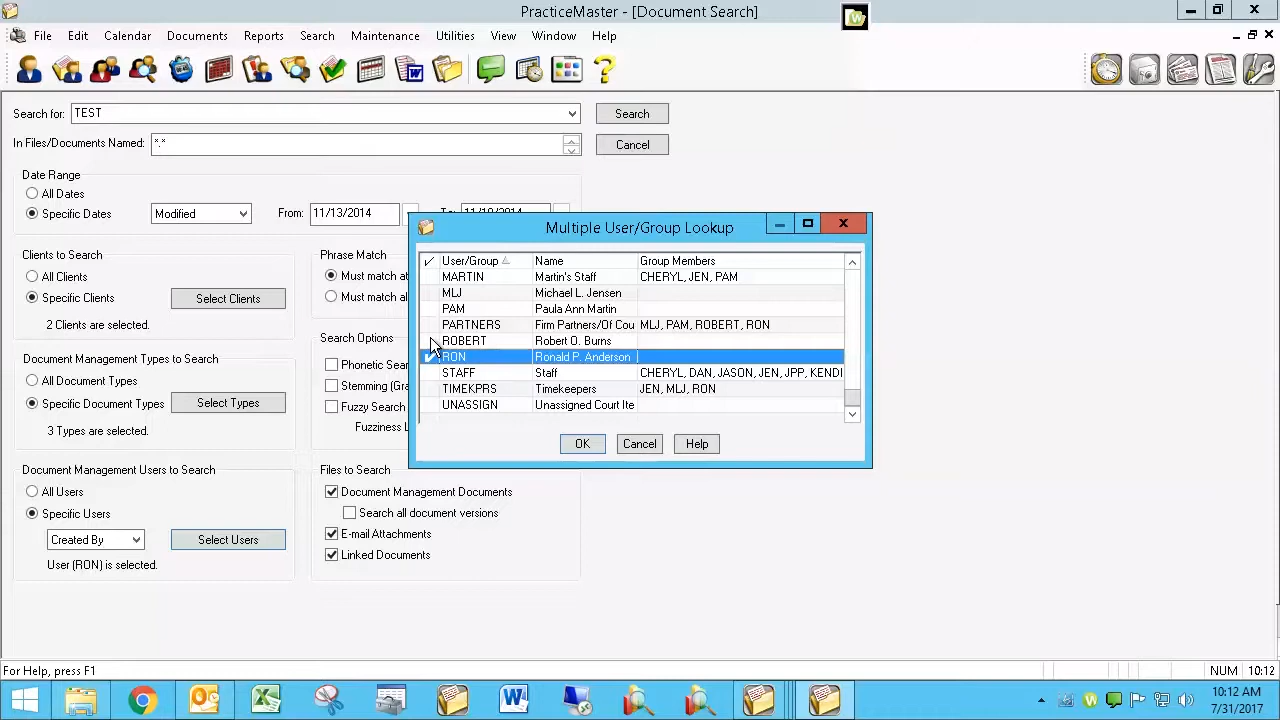 PracticeMaster - [Document Search]
File Edit Calendar Documents Reports Search Maintenance Utilities View Window Help
Search for: TEST Search
In Files/Documents Named: *.* Cancel
Date Range
All Dates
Specific Dates Modified From: 11/13/2014 To: 11/18/2014
Multiple User/Group Lookup
User/Group Name Group Members
MARTIN Martin's Staff CHERYL, JEN, PAM
MLJ Michael L. Jensen
PAM Paula Ann Martin
PARTNERS Firm Partners/Of Cou MLJ, PAM, ROBERT, RON
ROBERT Robert O. Burns
RON Ronald P. Anderson
STAFF Staff CHERYL, DAN, JASON, JEN, JPP, KENDI
TIMEKPRS Timekeepers JEN, MLJ, RON
UNASSIGN Unassigned Court Ite
OK Cancel Help
Clients to Search
All Clients
Specific Clients Select Clients
2 Clients are selected.
Phrase Match
Must match
Must match
Document Management Types to Search
All Document Types
Specific Document Type Select Types
3 Types are selected.
Search Options
Phonetic Sea
Stemming (Gra
Fuzzy Search
Fuzziness L
Document Management Users to Search
All Users
Specific Users
Created By Select Users
User (RON) is selected.
Files to Search
Document Management Documents
Search all document versions
E-mail Attachments
Linked Documents
For Help, press F1 NUM 10:12
10:12 AM
7/31/2017